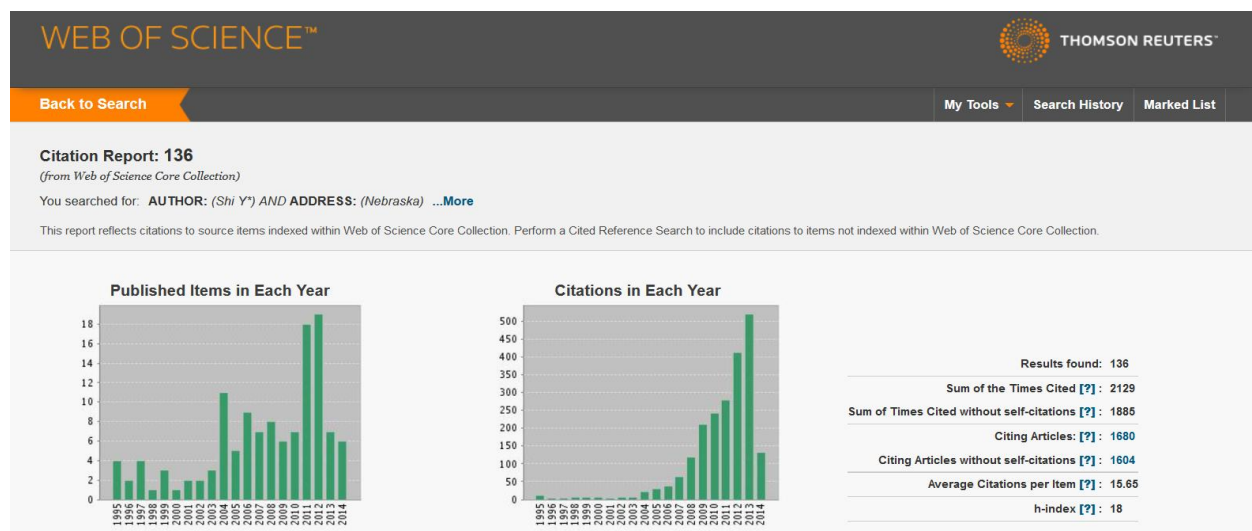 WEB OF SCIENCE™
THOMSON REUTERS™
Back to Search
My Tools
Search History
Marked List
Citation Report: 136
(from Web of Science Core Collection)
You searched for: AUTHOR: (Shi Y*) AND ADDRESS: (Nebraska) ...More
This report reflects citations to source items indexed within Web of Science Core Collection. Perform a Cited Reference Search to include citations to items not indexed within Web of Science Core Collection.
Published Items in Each Year
18
16
14
12
10
8
6
4
2
0
1995 1996 1997 1998 1999 2000 2001 2002 2003 2004 2005 2006 2007 2008 2009 2010 2011 2012 2013 2014
Citations in Each Year
500
450
400
350
300
250
200
150
100
50
0
1995 1996 1997 1998 1999 2000 2001 2002 2003 2004 2005 2006 2007 2008 2009 2010 2011 2012 2013 2014
Results found: 136
Sum of the Times Cited [?] : 2129
Sum of Times Cited without self-citations [?] : 1885
Citing Articles: [?] : 1680
Citing Articles without self-citations [?] : 1604
Average Citations per Item [?] : 15.65
h-index [?] : 18